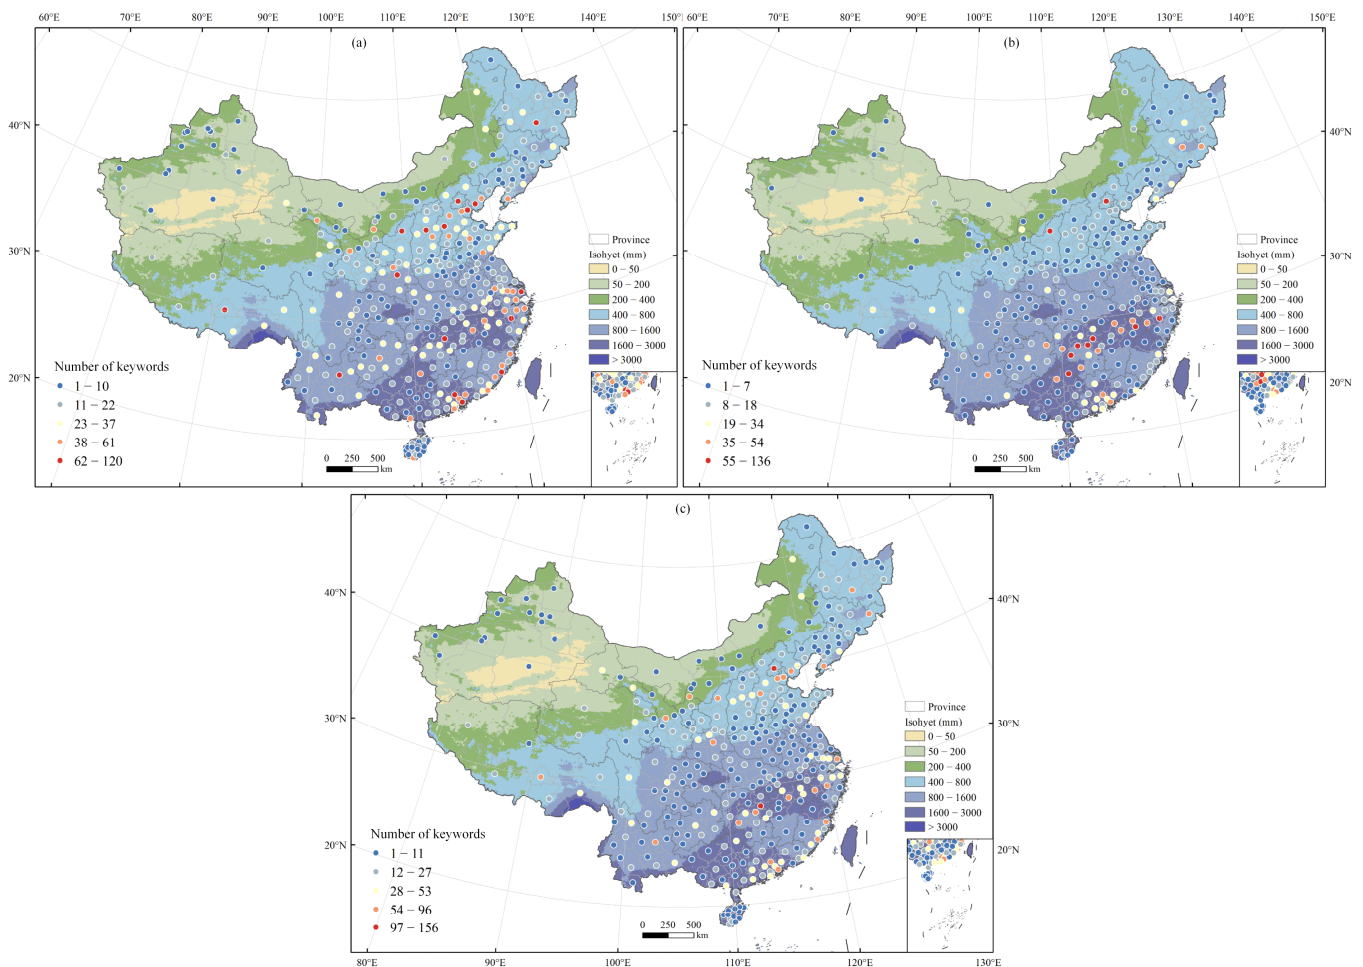 60°E 70°E 80°E 90°E 100°E 110°E 120°E 130°E 140°E 150°E 60°E 70°E 80°E 90°E 100°E 110°E 120°E 130°E 140°E 150°E
(a)
40°N
30°N
20°N
Province
Isohyet (mm)
0 – 50
50 – 200
200 – 400
400 – 800
800 – 1600
1600 – 3000
> 3000
Number of keywords
1 – 10
11 – 22
23 – 37
38 – 61
62 – 120
0 250 500
km
(b)
40°N
30°N
20°N
Province
Isohyet (mm)
0 – 50
50 – 200
200 – 400
400 – 800
800 – 1600
1600 – 3000
> 3000
Number of keywords
1 – 7
8 – 18
19 – 34
35 – 54
55 – 136
0 250 500
km
(c)
40°N 40°N
30°N 30°N
20°N 20°N
Province
Isohyet (mm)
0 – 50
50 – 200
200 – 400
400 – 800
800 – 1600
1600 – 3000
> 3000
Number of keywords
1 – 11
12 – 27
28 – 53
54 – 96
97 – 156
0 250 500
km
80°E 90°E 100°E 110°E 120°E 130°E